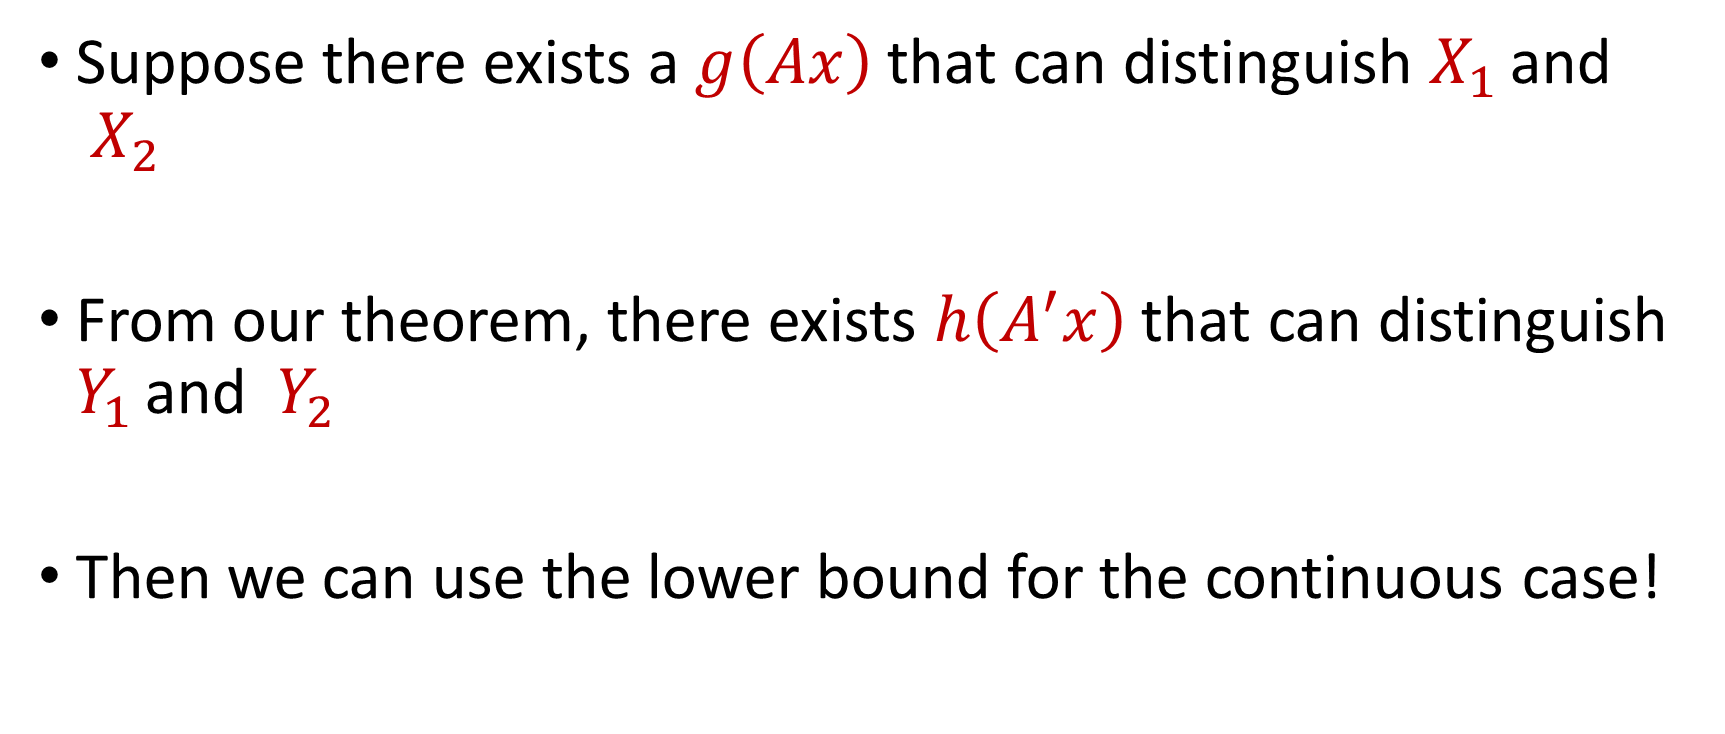 • Suppose there exists a g(Ax) that can distinguish X₁ and
X₂
• From our theorem, there exists h(A′x) that can distinguish
Y₁ and Y₂
• Then we can use the lower bound for the continuous case!